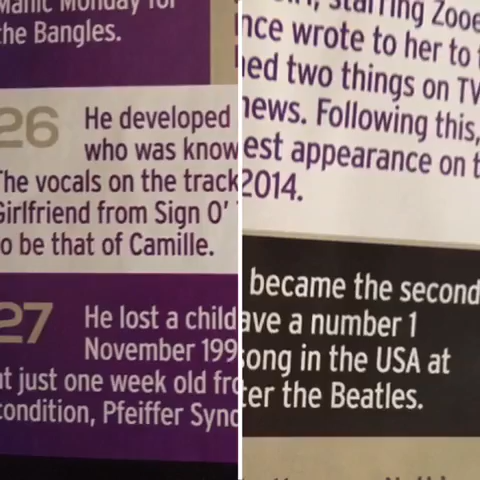 Manic Monday for
the Bangles.
26 He developed
who was know
The vocals on the track
Girlfriend from Sign O'
o be that of Camille.
27 He lost a child
November 199
at just one week old fro
condition, Pfeiffer Synd
starring Zooe
nce wrote to her to
ned two things on TV
news. Following this,
est appearance on t
2014.
became the second
ave a number 1
song in the USA at
ter the Beatles.